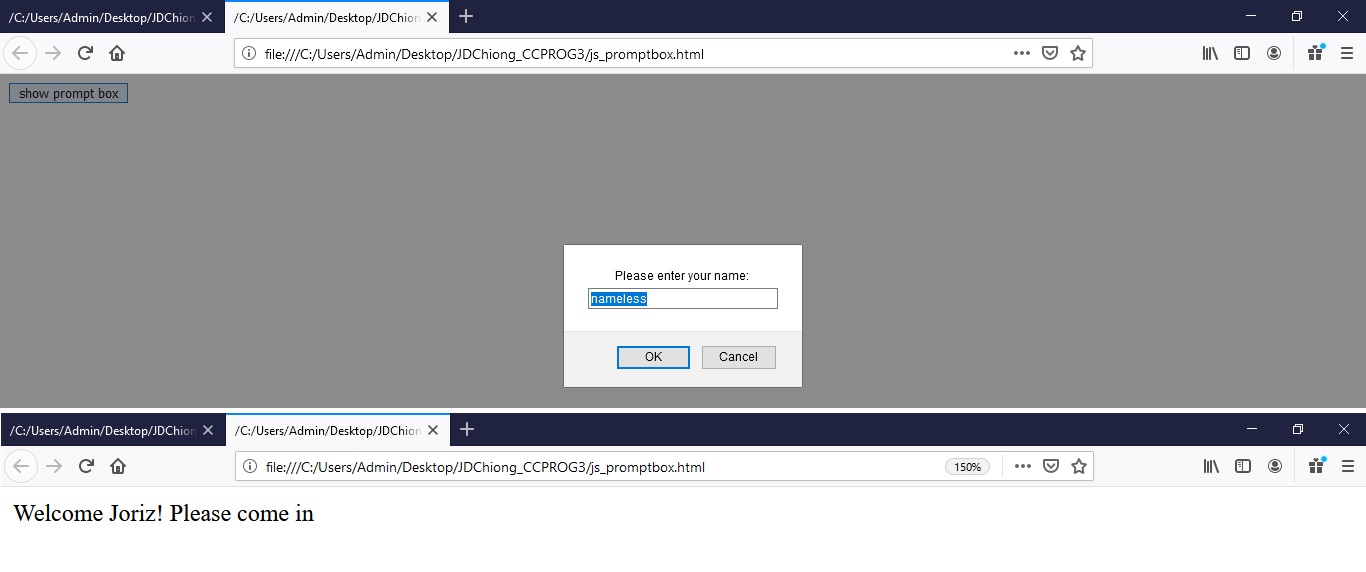 /C:/Users/Admin/Desktop/JDChion
/C:/Users/Admin/Desktop/JDChion
file:///C:/Users/Admin/Desktop/JDChiong_CCPROG3/js_promptbox.html
show prompt box
Please enter your name:
nameless
OK Cancel
/C:/Users/Admin/Desktop/JDChion
/C:/Users/Admin/Desktop/JDChion
file:///C:/Users/Admin/Desktop/JDChiong_CCPROG3/js_promptbox.html 150%
Welcome Joriz! Please come in